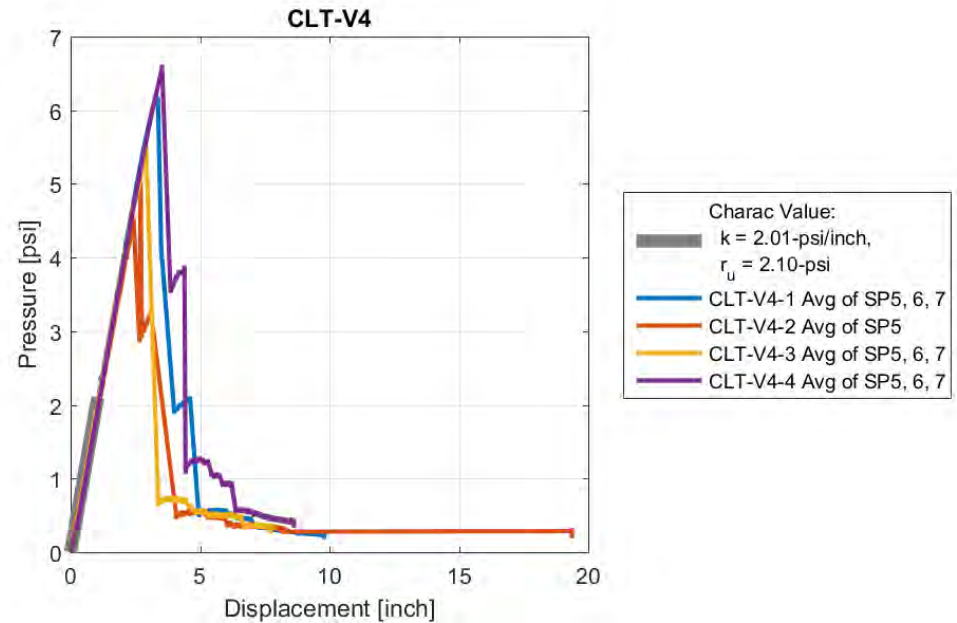 CLT-V4
7
6
5
4
3
2
1
0
Pressure [psi]
0 5 10 15 20
Displacement [inch]
Charac Value:
k = 2.01-psi/inch,
r_u = 2.10-psi
CLT-V4-1 Avg of SP5, 6, 7
CLT-V4-2 Avg of SP5
CLT-V4-3 Avg of SP5, 6, 7
CLT-V4-4 Avg of SP5, 6, 7